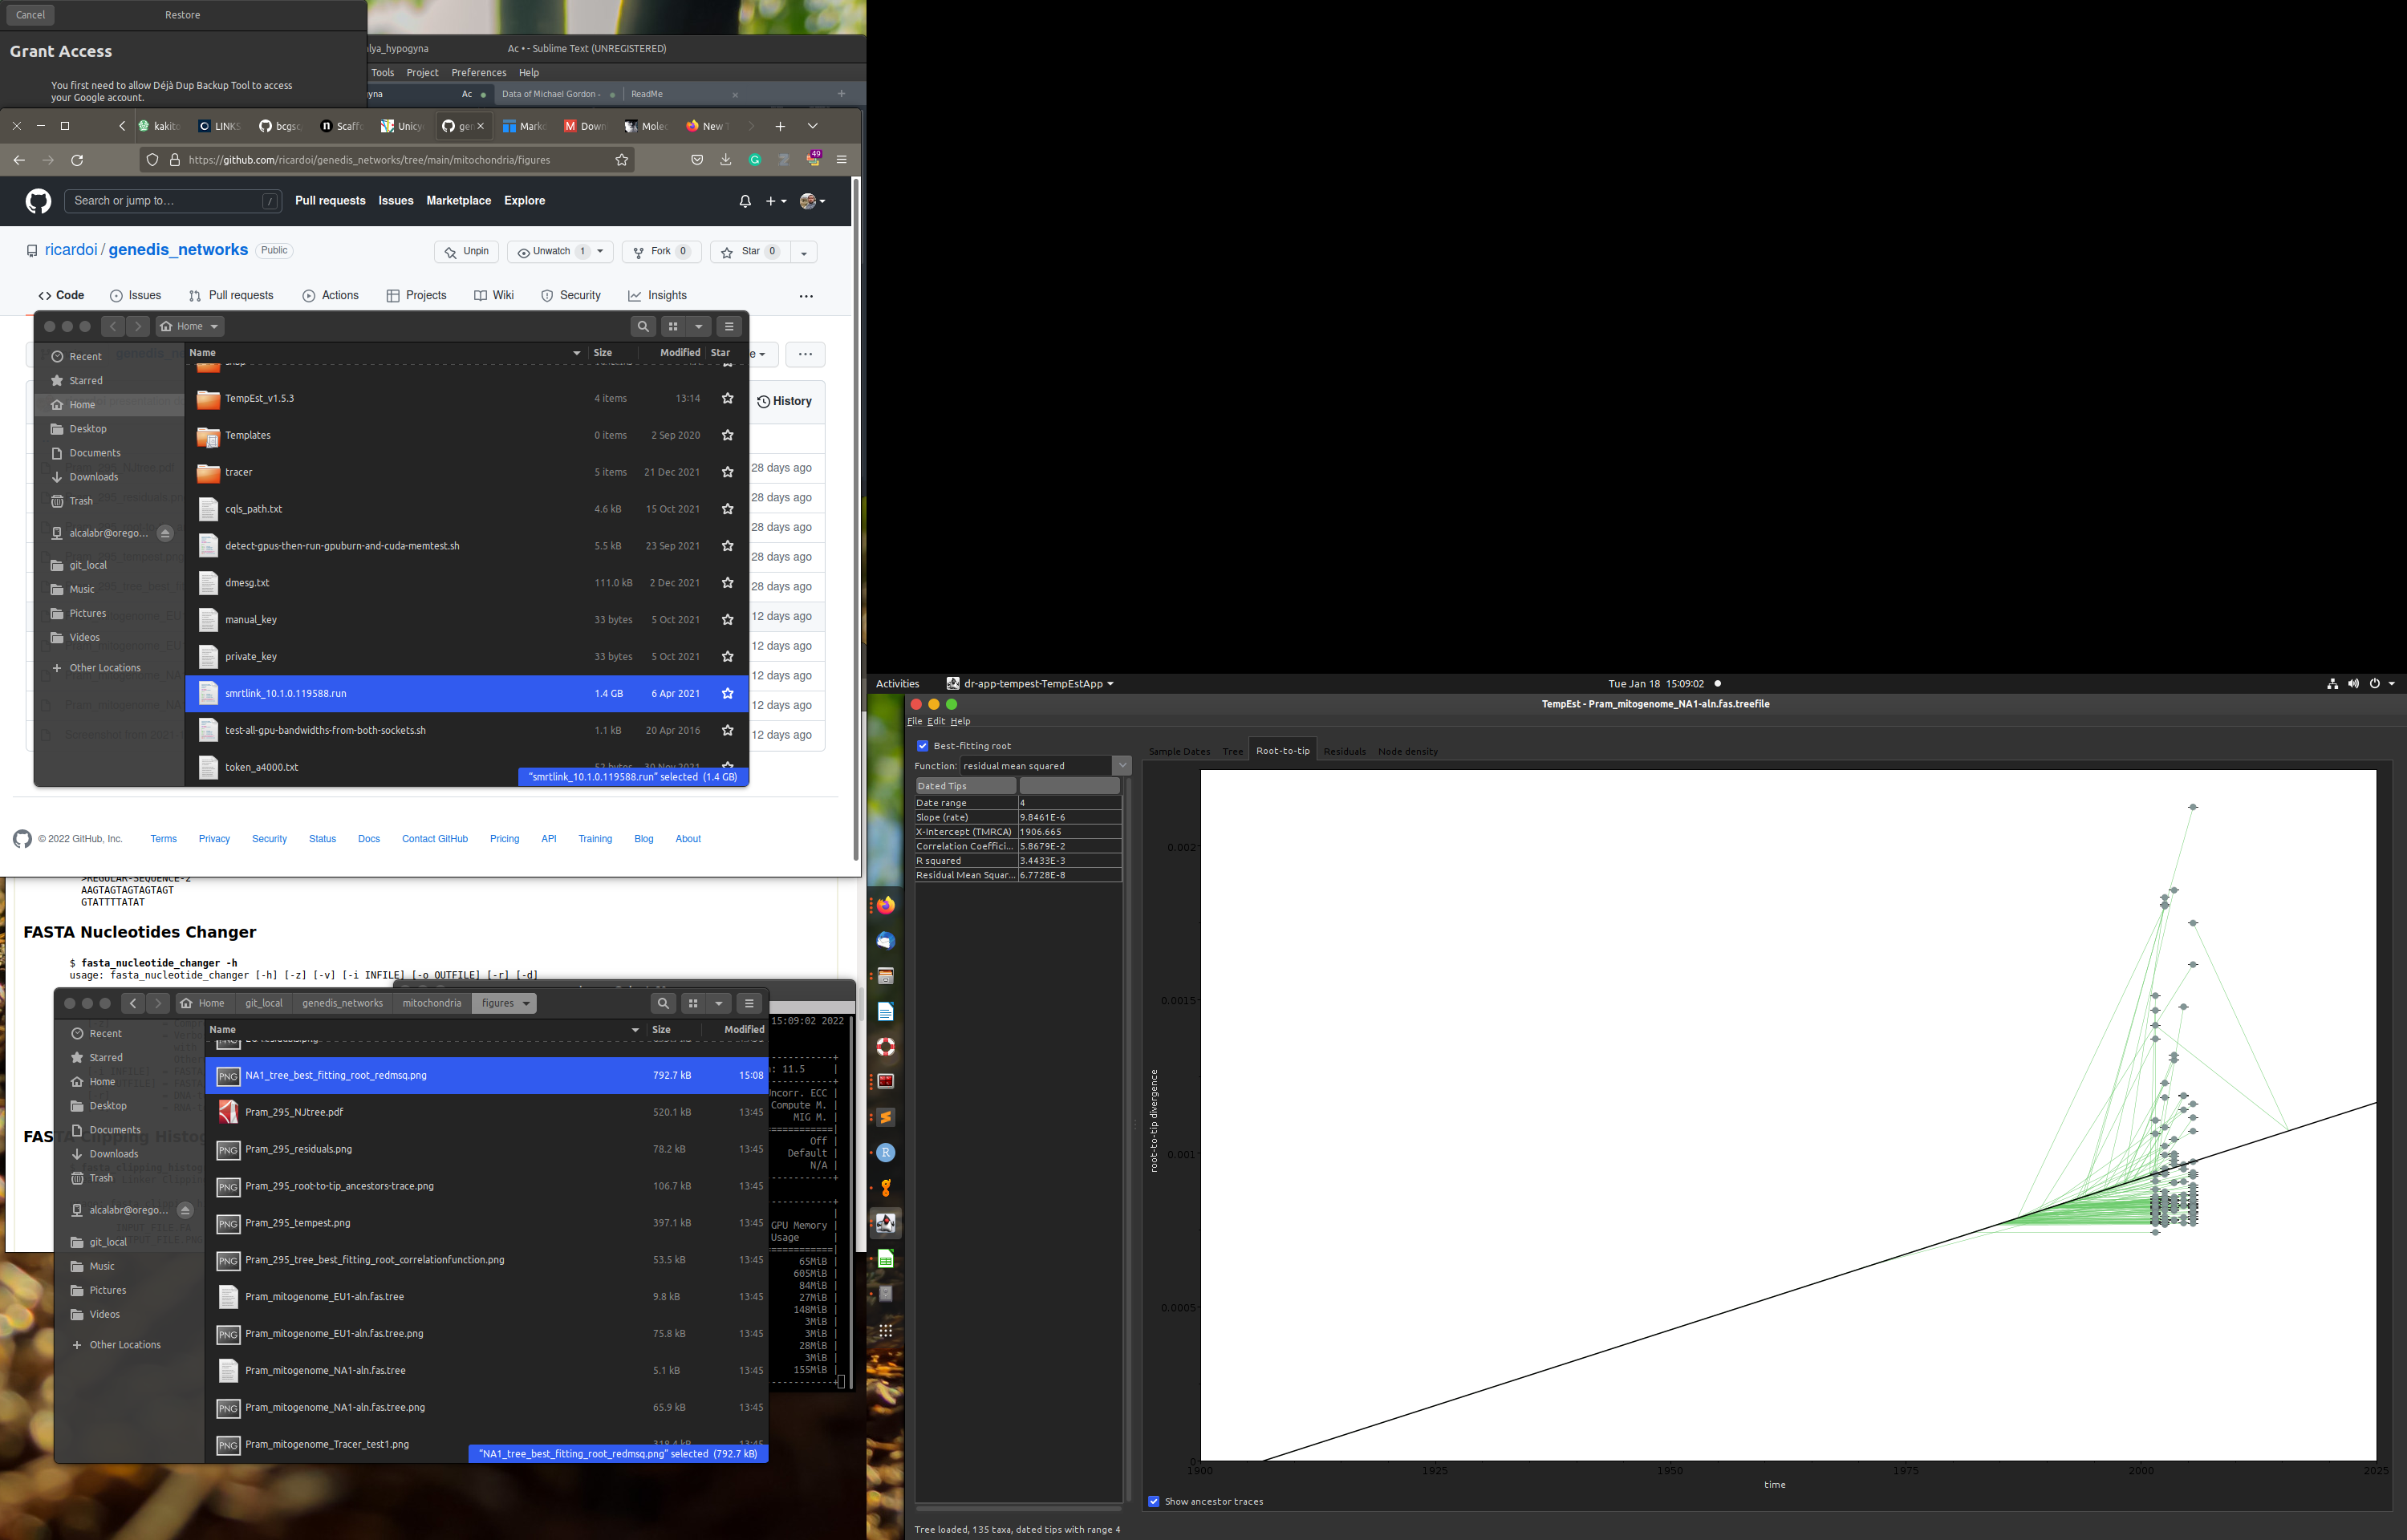 Cancel
Restore
Grant Access
You first need to allow Déjà Dup Backup Tool to access
your Google account.
lya_hypogyna
Ac • - Sublime Text (UNREGISTERED)
Tools Project Preferences Help
Ac
Data of Michael Gordon -
ReadMe
kakito
LINKS
bcgsc
Scaffo
Unicyc
gen
Marko
Down
Molec
New T
https://github.com/ricardoi/genedis_networks/tree/main/mitochondria/figures
49
Search or jump to…
/
Pull requests Issues Marketplace Explore
ricardoi / genedis_networks Public
Unpin
Unwatch 1
Fork 0
Star 0
Code Issues Pull requests Actions Projects Wiki Security Insights
History
28 days ago
28 days ago
28 days ago
28 days ago
28 days ago
12 days ago
12 days ago
12 days ago
12 days ago
12 days ago
Home
Recent
Starred
Home
Desktop
Documents
Downloads
Trash
alcalabr@orego…
git_local
Music
Pictures
Videos
Other Locations
Name Size Modified Star
TempEst_v1.5.3 4 items 13:14
Templates 0 items 2 Sep 2020
tracer 5 items 21 Dec 2021
cqls_path.txt 4.6 kB 15 Oct 2021
detect-gpus-then-run-gpuburn-and-cuda-memtest.sh 5.5 kB 23 Sep 2021
dmesg.txt 111.0 kB 2 Dec 2021
manual_key 33 bytes 5 Oct 2021
private_key 33 bytes 5 Oct 2021
smrtlink_10.1.0.119588.run 1.4 GB 6 Apr 2021
test-all-gpu-bandwidths-from-both-sockets.sh 1.1 kB 20 Apr 2016
token_a4000.txt 52 bytes 30 Nov 2021
“smrtlink_10.1.0.119588.run” selected (1.4 GB)
© 2022 GitHub, Inc. Terms Privacy Security Status Docs Contact GitHub Pricing API Training Blog About
>REGULAR-SEQUENCE-2
AAGTAGTAGTAGTAGT
GTATTTTATAT
FASTA Nucleotides Changer
$ fasta_nucleotide_changer -h
usage: fasta_nucleotide_changer [-h] [-z] [-v] [-i INFILE] [-o OUTFILE] [-r] [-d]
Home git_local genedis_networks mitochondria figures
Recent
Starred
Home
Desktop
Documents
Downloads
Trash
alcalabr@orego…
git_local
Music
Pictures
Videos
Other Locations
Name Size Modified
NA1_tree_best_fitting_root_redmsq.png 792.7 kB 15:08
Pram_295_NJtree.pdf 520.1 kB 13:45
Pram_295_residuals.png 78.2 kB 13:45
Pram_295_root-to-tip_ancestors-trace.png 106.7 kB 13:45
Pram_295_tempest.png 397.1 kB 13:45
Pram_295_tree_best_fitting_root_correlationfunction.png 53.5 kB 13:45
Pram_mitogenome_EU1-aln.fas.tree 9.8 kB 13:45
Pram_mitogenome_EU1-aln.fas.tree.png 75.8 kB 13:45
Pram_mitogenome_NA1-aln.fas.tree 5.1 kB 13:45
Pram_mitogenome_NA1-aln.fas.tree.png 65.9 kB 13:45
Pram_mitogenome_Tracer_test1.png 318.4 kB 13:45
“NA1_tree_best_fitting_root_redmsq.png” selected (792.7 kB)
15:09:02 2022
: 11.5 |
Uncorr. ECC |
Compute M. |
MIG M. |
Off |
Default |
N/A |
GPU Memory |
Usage |
65MiB |
605MiB |
84MiB |
27MiB |
148MiB |
3MiB |
3MiB |
28MiB |
3MiB |
155MiB |
Activities
dr-app-tempest-TempEstApp
Tue Jan 18 15:09:02
TempEst - Pram_mitogenome_NA1-aln.fas.treefile
File Edit Help
Best-fitting root
Function: residual mean squared
Dated Tips
Date range 4
Slope (rate) 9.8461E-6
X-Intercept (TMRCA) 1906.665
Correlation Coeffici... 5.8679E-2
R squared 3.4433E-3
Residual Mean Squar... 6.7728E-8
Sample Dates Tree Root-to-tip Residuals Node density
0.002
0.0015
0.001
0.0005
0
root-to-tip divergence
1900 1925 1950 1975 2000 2025
time
Show ancestor traces
Tree loaded, 135 taxa, dated tips with range 4